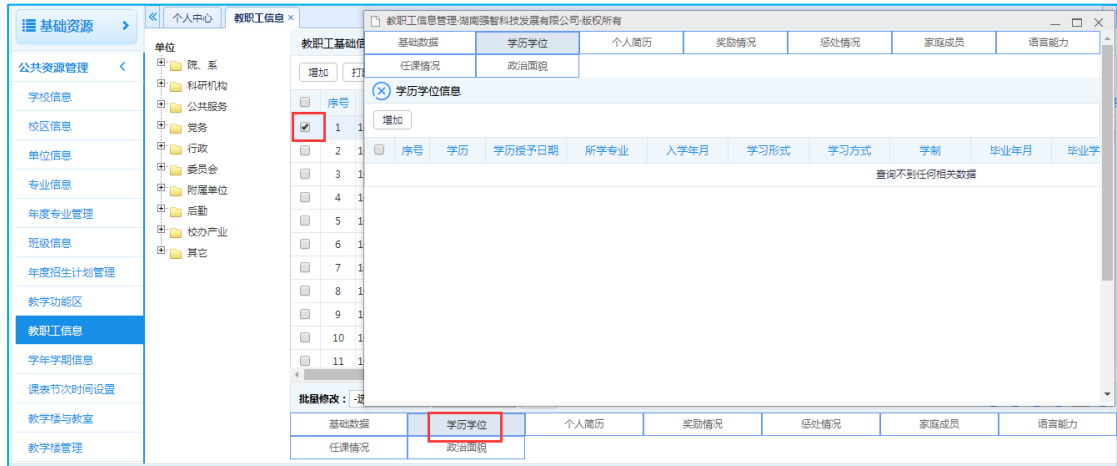 基础资源
公共资源管理
学校信息
校区信息
单位信息
专业信息
年度专业管理
班级信息
年度招生计划管理
教学功能区
教职工信息
学年学期信息
课表节次时间设置
教学楼与教室
教学楼管理
个人中心 教职工信息
单位
院、系
科研机构
公共服务
党务
行政
委员会
附属单位
后勤
校办产业
其它
教职工基础信
增加 打
序号
1 1
2 1
3 1
4 1
5 1
6 1
7 1
8 1
9 1
10 1
11 1
批量修改：
基础数据 学历学位 个人简历 奖励情况 惩处情况 家庭成员 语言能力
任课情况 政治面貌
教职工信息管理-湖南强智科技发展有限公司-版权所有
基础数据 学历学位 个人简历 奖励情况 惩处情况 家庭成员 语言能力
任课情况 政治面貌
学历学位信息
增加
序号 学历 学历授予日期 所学专业 入学年月 学习形式 学习方式 学制 毕业年月 毕业学
查询不到任何相关数据